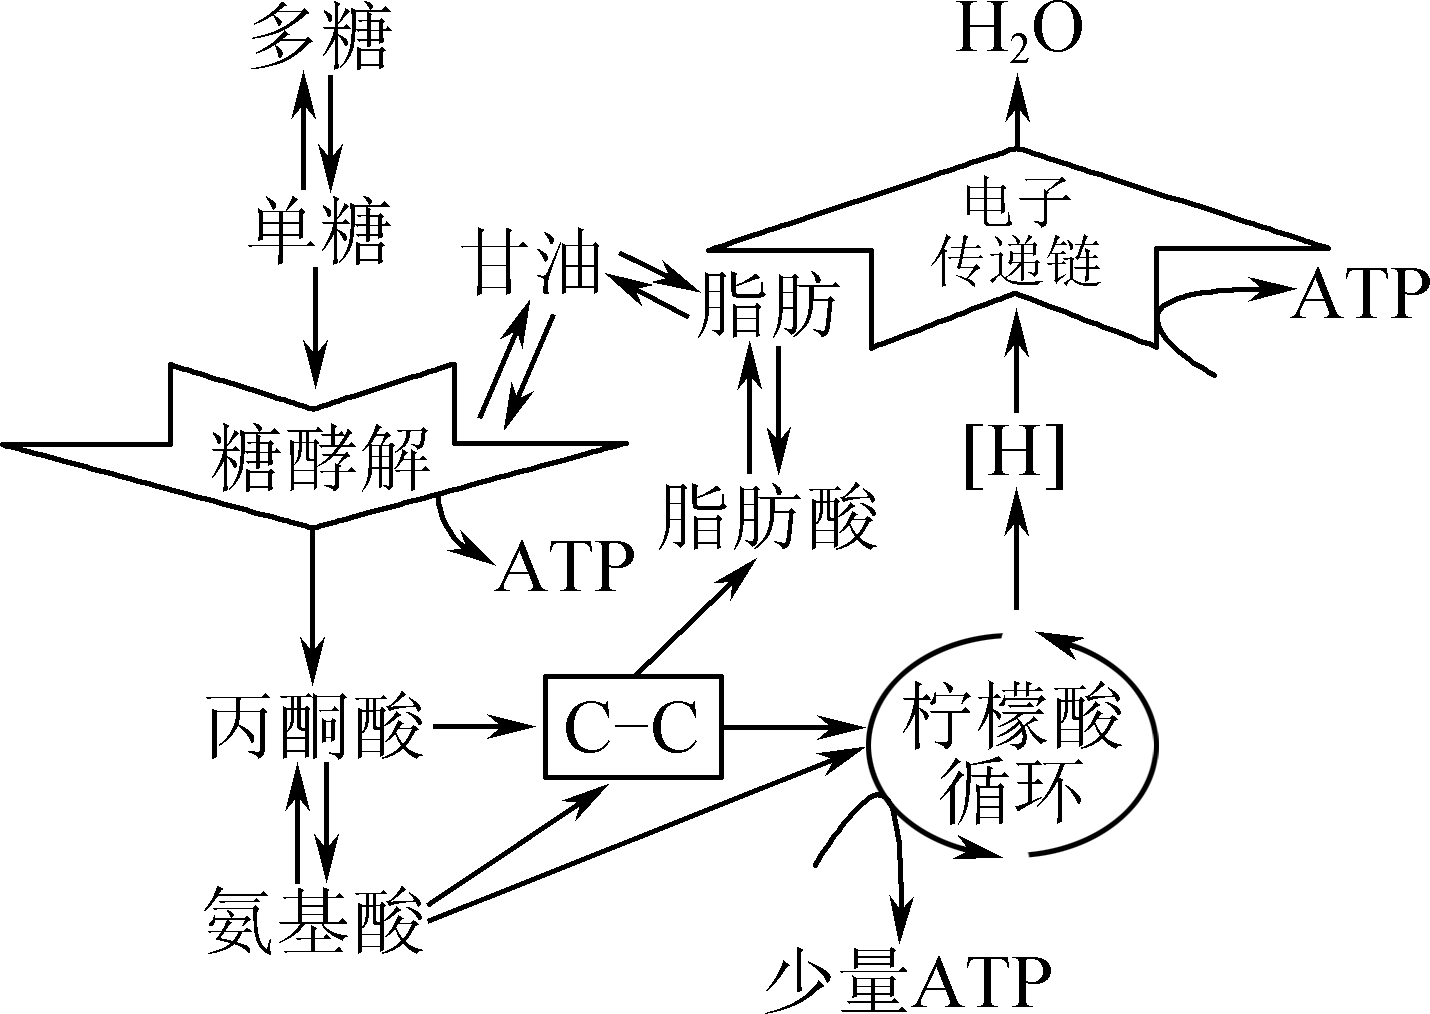 多糖
H₂O
单糖
甘油
脂肪
电子
传递链
ATP
糖酵解
[H]
脂肪酸
ATP
丙酮酸
C–C
柠檬酸
循环
氨基酸
少量ATP